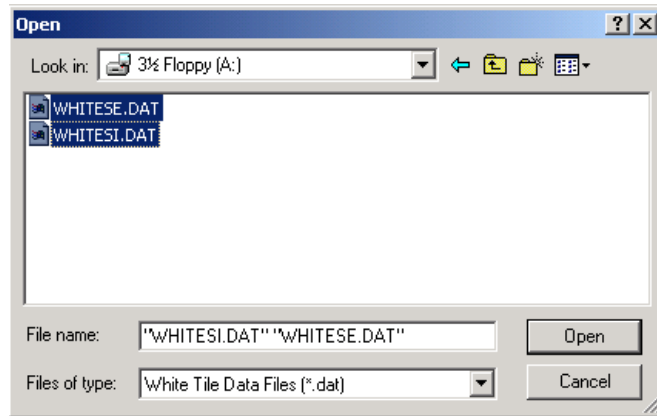 Open
Look in: 3½ Floppy (A:)
WHITESE.DAT
WHITESI.DAT
File name: "WHITESI.DAT" "WHITESE.DAT" Open
Files of type: White Tile Data Files (*.dat) Cancel